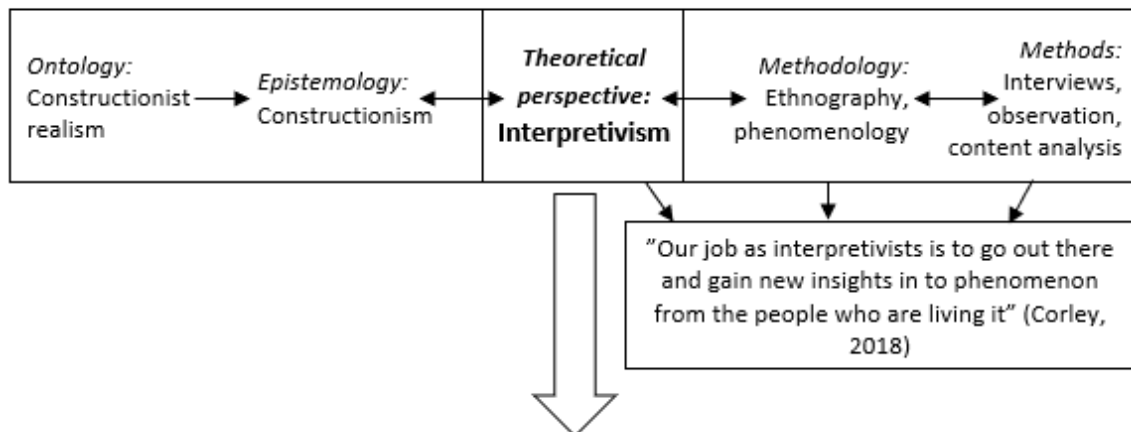 Ontology:
Constructionist
realism
Epistemology:
Constructionism
Theoretical
perspective:
Interpretivism
Methodology:
Ethnography,
phenomenology
Methods:
Interviews,
observation,
content analysis
”Our job as interpretivists is to go out there
and gain new insights in to phenomenon
from the people who are living it” (Corley,
2018)